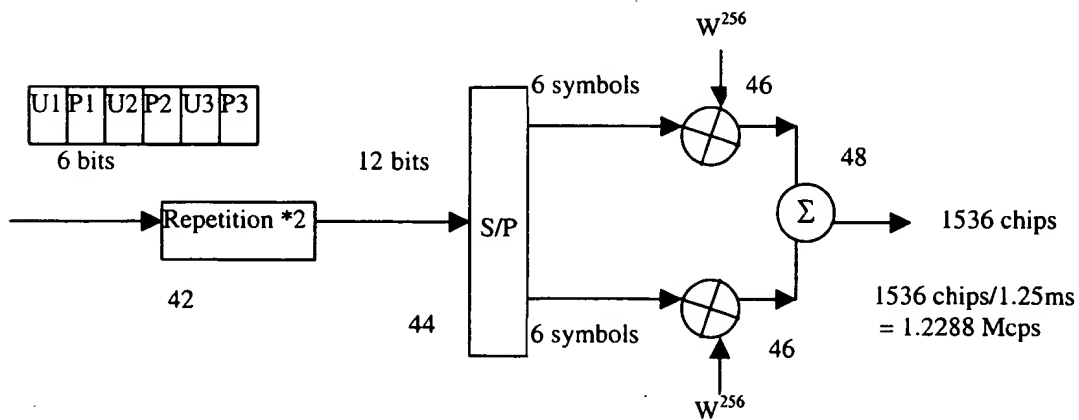 W²⁵⁶
U1 P1 U2 P2 U3 P3
6 symbols
46
6 bits
12 bits
48
Repetition *2
S/P
Σ
1536 chips
42
44
6 symbols
46
1536 chips/1.25ms
= 1.2288 Mcps
W²⁵⁶